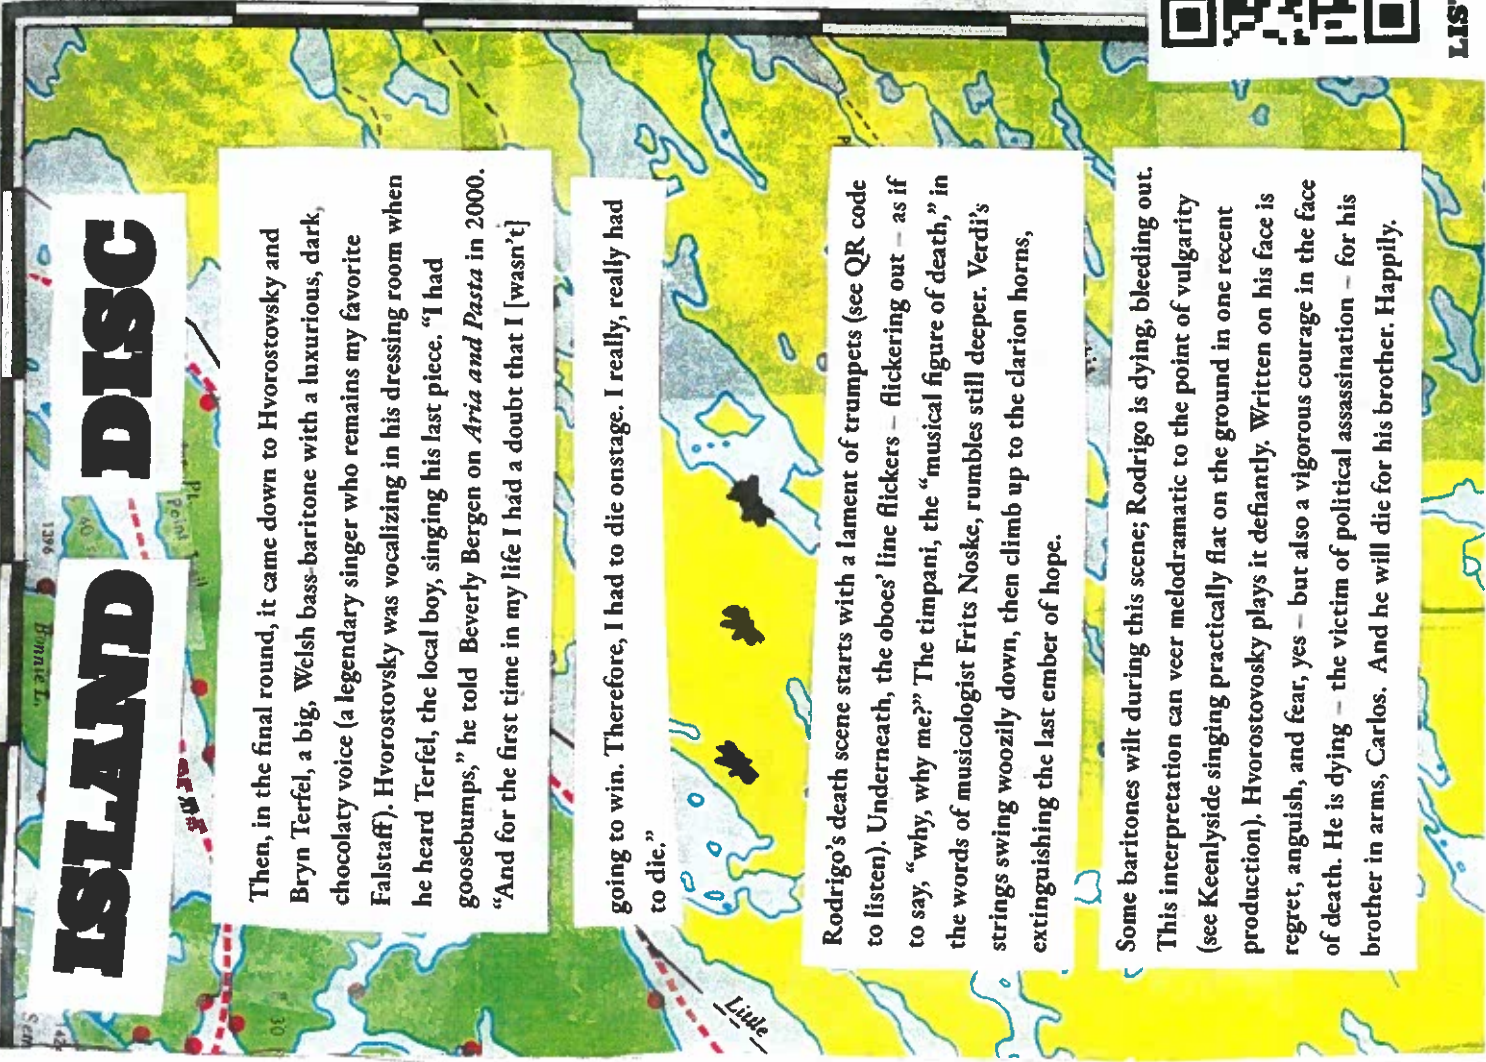 ISLAND DISC
Then, in the final round, it came down to Hvorostovsky and
Bryn Terfel, a big, Welsh bass-baritone with a luxurious, dark,
chocolaty voice (a legendary singer who remains my favorite
Falstaff). Hvorostovsky was vocalizing in his dressing room when
he heard Terfel, the local boy, singing his last piece. “I had
goosebumps,” he told Beverly Bergen on Aria and Pasta in 2000.
“And for the first time in my life I had a doubt that I [wasn’t]
going to win. Therefore, I had to die onstage. I really, really had
to die.”
Rodrigo’s death scene starts with a lament of trumpets (see QR code
to listen). Underneath, the oboes’ line flickers – flickering out – as if
to say, “why, why me?” The timpani, the “musical figure of death,” in
the words of musicologist Frits Noske, rumbles still deeper. Verdi’s
strings swing woozily down, then climb up to the clarion horns,
extinguishing the last ember of hope.
Some baritones wilt during this scene; Rodrigo is dying, bleeding out.
This interpretation can veer melodramatic to the point of vulgarity
(see Keenlyside singing practically flat on the ground in one recent
production). Hvorostovosky plays it defiantly. Written on his face is
regret, anguish, and fear, yes – but also a vigorous courage in the face
of death. He is dying – the victim of political assassination – for his
brother in arms, Carlos. And he will die for his brother. Happily.
Little
Bonnie L.
1396
Point
30
40